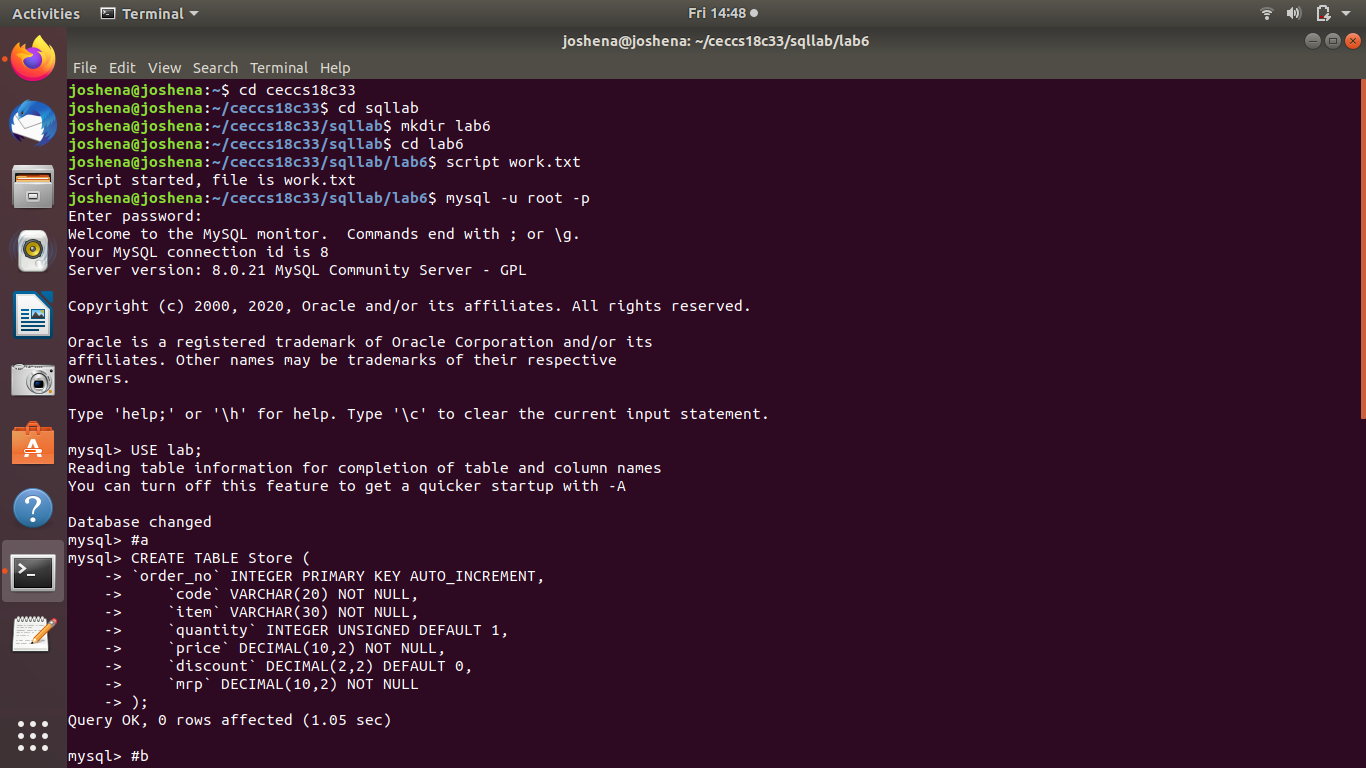 Activities Terminal Fri 14:48
joshena@joshena: ~/ceccs18c33/sqllab/lab6
File Edit View Search Terminal Help
joshena@joshena:~$ cd ceccs18c33
joshena@joshena:~/ceccs18c33$ cd sqllab
joshena@joshena:~/ceccs18c33/sqllab$ mkdir lab6
joshena@joshena:~/ceccs18c33/sqllab$ cd lab6
joshena@joshena:~/ceccs18c33/sqllab/lab6$ script work.txt
Script started, file is work.txt
joshena@joshena:~/ceccs18c33/sqllab/lab6$ mysql -u root -p
Enter password:
Welcome to the MySQL monitor.  Commands end with ; or \g.
Your MySQL connection id is 8
Server version: 8.0.21 MySQL Community Server - GPL

Copyright (c) 2000, 2020, Oracle and/or its affiliates. All rights reserved.

Oracle is a registered trademark of Oracle Corporation and/or its
affiliates. Other names may be trademarks of their respective
owners.

Type 'help;' or '\h' for help. Type '\c' to clear the current input statement.

mysql> USE lab;
Reading table information for completion of table and column names
You can turn off this feature to get a quicker startup with -A

Database changed
mysql> #a
mysql> CREATE TABLE Store (
    -> `order_no` INTEGER PRIMARY KEY AUTO_INCREMENT,
    ->     `code` VARCHAR(20) NOT NULL,
    ->     `item` VARCHAR(30) NOT NULL,
    ->     `quantity` INTEGER UNSIGNED DEFAULT 1,
    ->     `price` DECIMAL(10,2) NOT NULL,
    ->     `discount` DECIMAL(2,2) DEFAULT 0,
    ->     `mrp` DECIMAL(10,2) NOT NULL
    -> );
Query OK, 0 rows affected (1.05 sec)

mysql> #b